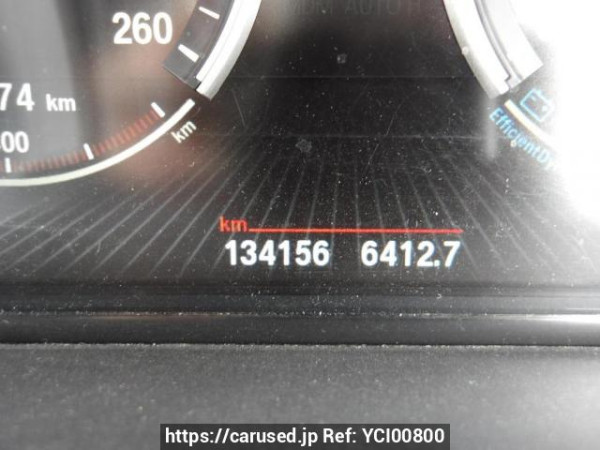 260
74 km
00
km
EfficientDy
km
134156 6412.7
https://carused.jp Ref: YCI00800